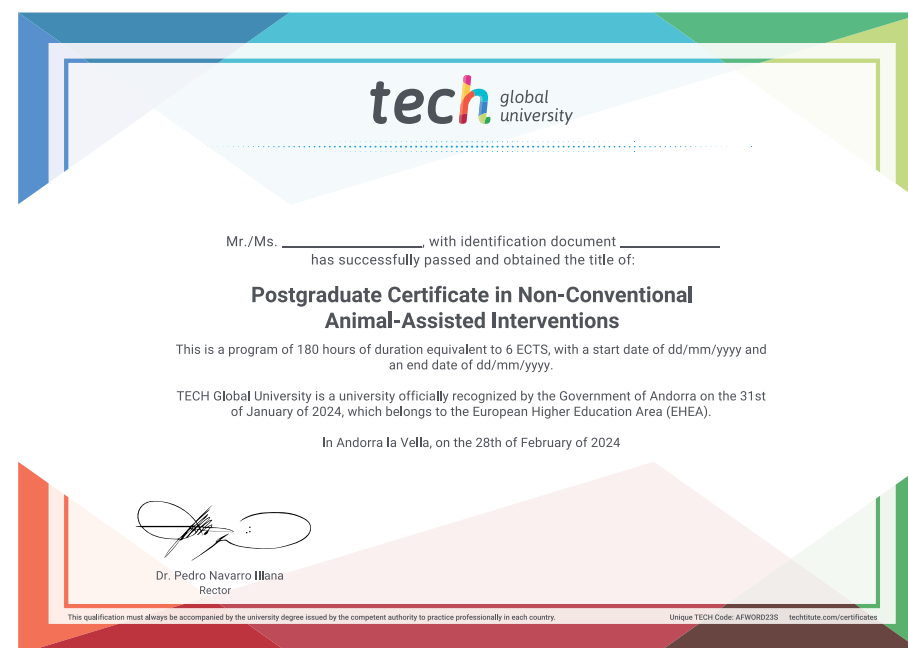 tech global
university
Mr./Ms. ____________, with identification document ____________
has successfully passed and obtained the title of:
Postgraduate Certificate in Non-Conventional
Animal-Assisted Interventions
This is a program of 180 hours of duration equivalent to 6 ECTS, with a start date of dd/mm/yyyy and
an end date of dd/mm/yyyy.
TECH Global University is a university officially recognized by the Government of Andorra on the 31st
of January of 2024, which belongs to the European Higher Education Area (EHEA).
In Andorra la Vella, on the 28th of February of 2024
Dr. Pedro Navarro Illana
Rector
This qualification must always be accompanied by the university degree issued by the competent authority to practice professionally in each country.
Unique TECH Code: AFWORD23S techtitute.com/certificates